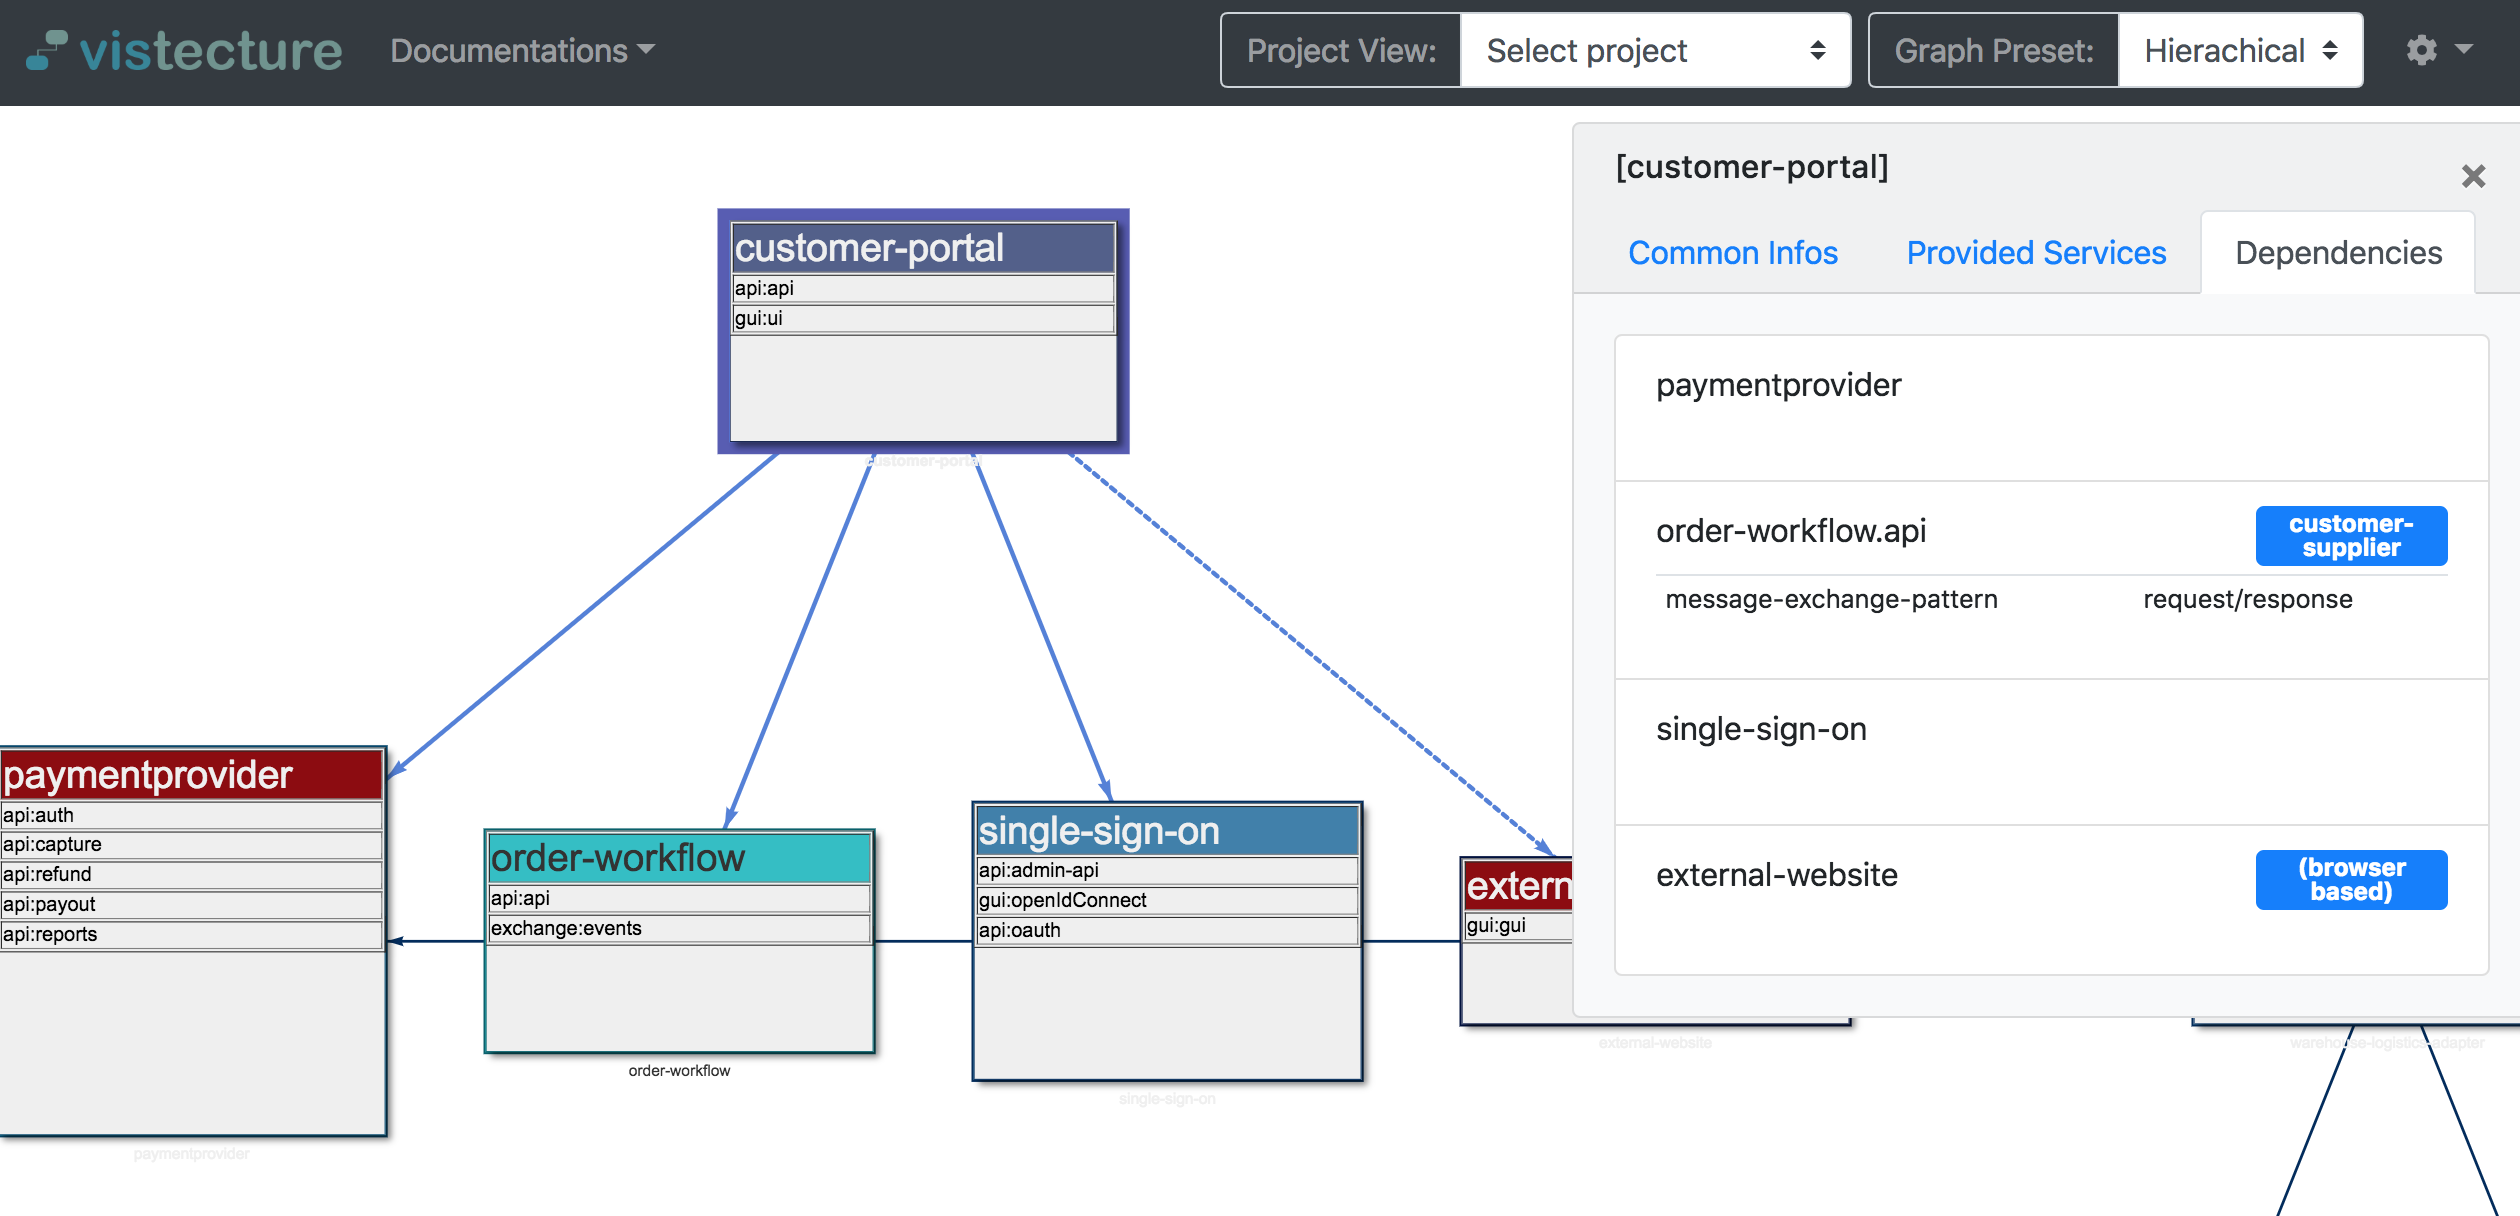 vistecture
Documentations
Project View:
Select project
Graph Preset:
Hierachical
[customer-portal]
Common Infos
Provided Services
Dependencies
paymentprovider
order-workflow.api
customer-
supplier
message-exchange-pattern
request/response
single-sign-on
external-website
(browser
based)
customer-portal
api:api
gui:ui
customer-portal
paymentprovider
api:auth
api:capture
api:refund
api:payout
api:reports
paymentprovider
order-workflow
api:api
exchange:events
order-workflow
single-sign-on
api:admin-api
gui:openIdConnect
api:oauth
single-sign-on
extern
gui:gui
external-website
warehouse-logistics-adapter